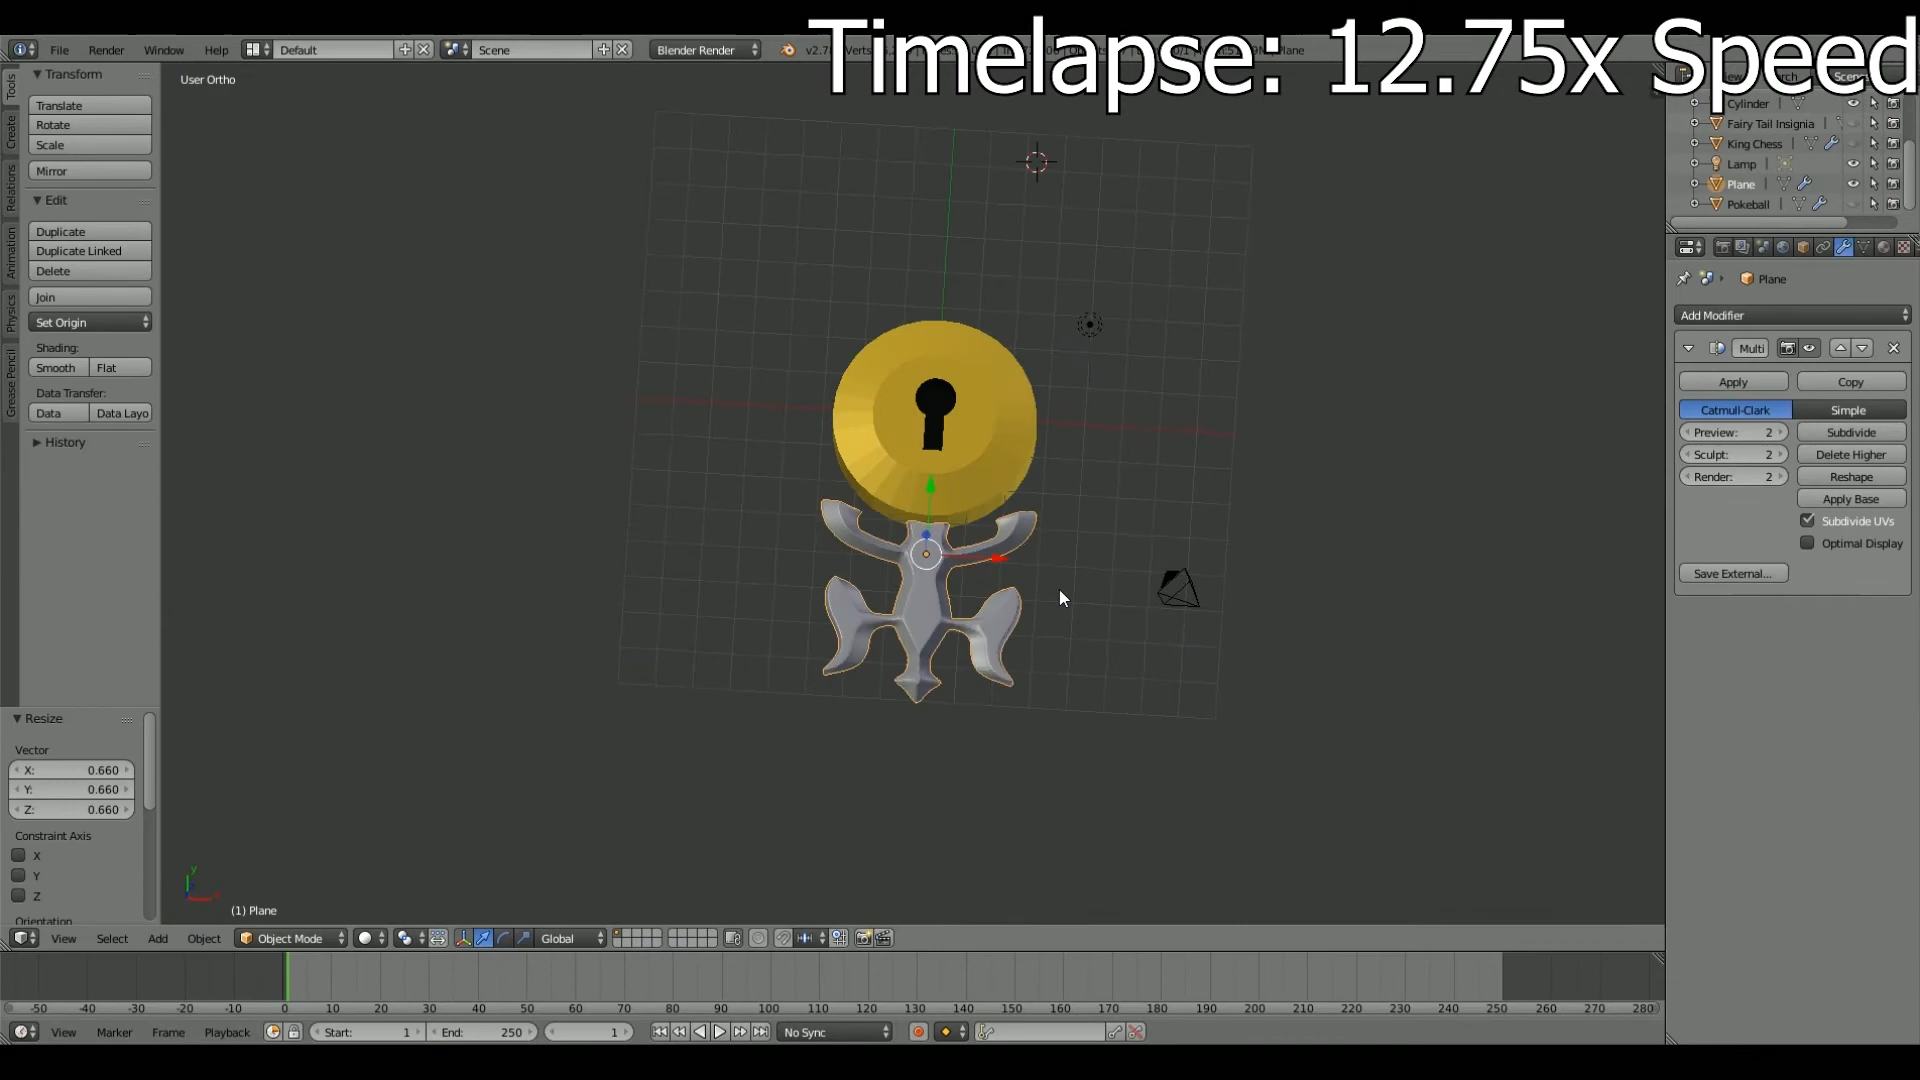 Timelapse: 12.75x Speed
File Render Window Help Default Scene Blender Render v2.7 Verts Plane
Tools
Create
Relations
Animation
Physics
Grease Pencil
Transform
Translate
Rotate
Scale
Mirror
Edit
Duplicate
Duplicate Linked
Delete
Join
Set Origin
Shading:
Smooth Flat
Data Transfer:
Data Data Layo
History
Resize
Vector
X: 0.660
Y: 0.660
Z: 0.660
Constraint Axis
X
Y
Z
Orientation
User Ortho
(1) Plane
Cylinder
Fairy Tail Insignia
King Chess
Lamp
Plane
Pokeball
Plane
Add Modifier
Multi
Apply Copy
Catmull-Clark Simple
Preview: 2 Subdivide
Sculpt: 2 Delete Higher
Render: 2 Reshape
Apply Base
Subdivide UVs
Optimal Display
Save External...
View Select Add Object Object Mode Global
-50 -40 -30 -20 -10 0 10 20 30 40 50 60 70 80 90 100 110 120 130 140 150 160 170 180 190 200 210 220 230 240 250 260 270 280
View Marker Frame Playback Start: 1 End: 250 1 No Sync